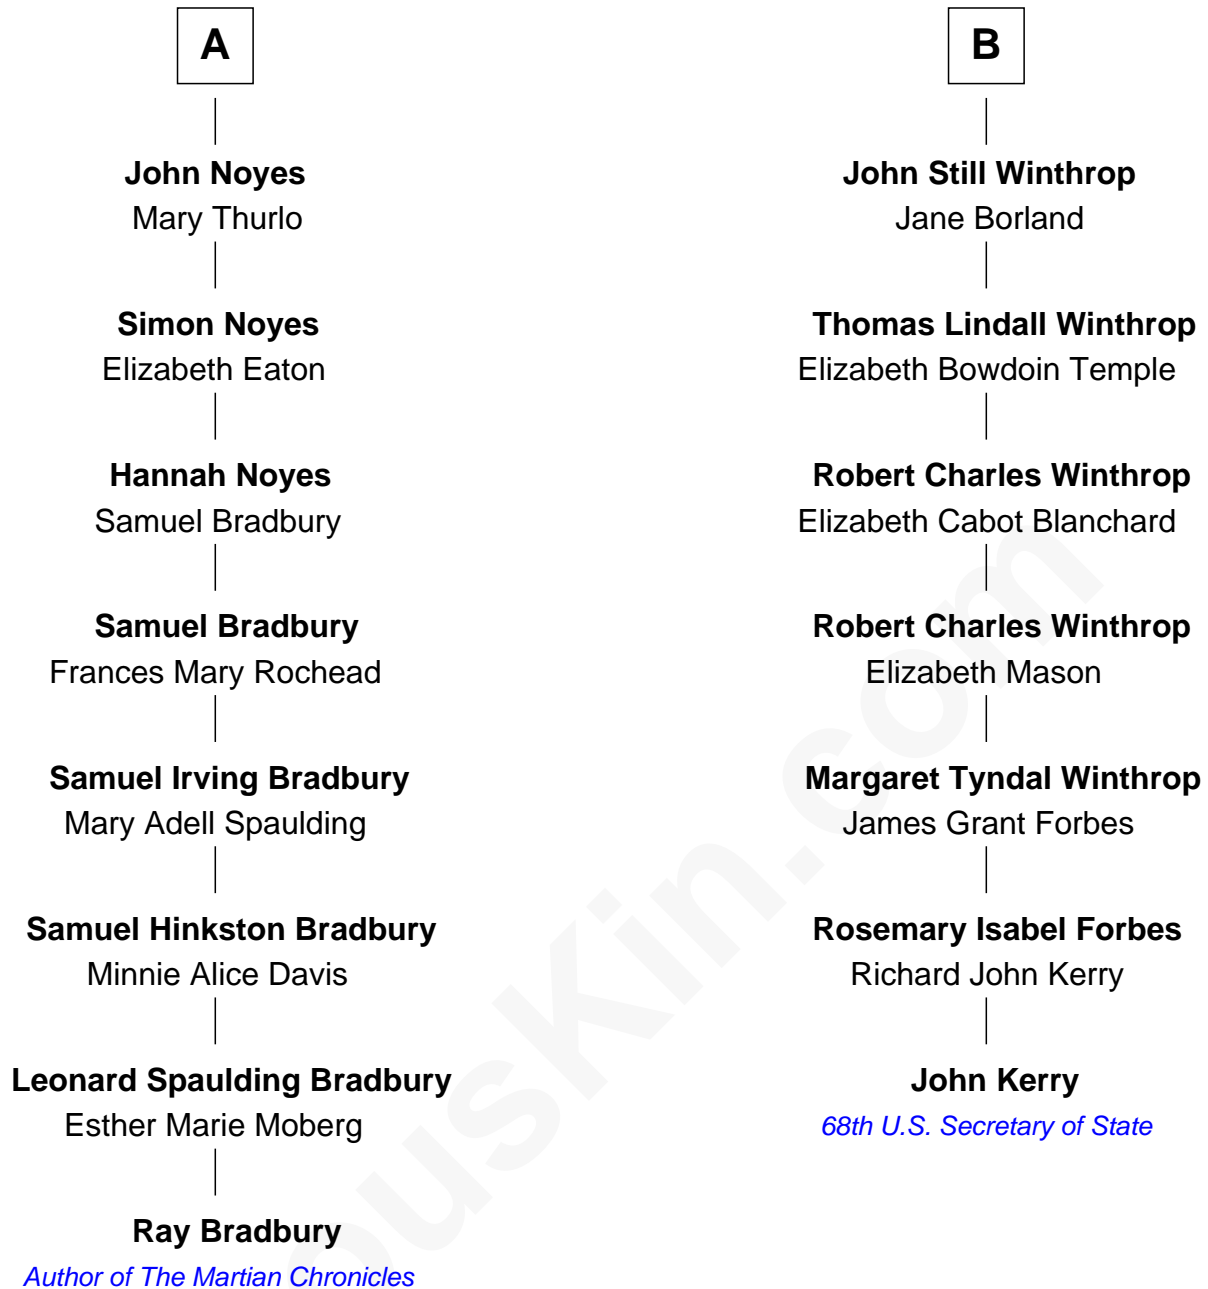 A
John Noyes
Mary Thurlo
Simon Noyes
Elizabeth Eaton
Hannah Noyes
Samuel Bradbury
Samuel Bradbury
Frances Mary Rochead
Samuel Irving Bradbury
Mary Adell Spaulding
Samuel Hinkston Bradbury
Minnie Alice Davis
Leonard Spaulding Bradbury
Esther Marie Moberg
Ray Bradbury
Author of The Martian Chronicles
B
John Still Winthrop
Jane Borland
Thomas Lindall Winthrop
Elizabeth Bowdoin Temple
Robert Charles Winthrop
Elizabeth Cabot Blanchard
Robert Charles Winthrop
Elizabeth Mason
Margaret Tyndal Winthrop
James Grant Forbes
Rosemary Isabel Forbes
Richard John Kerry
John Kerry
68th U.S. Secretary of State
ousKin.com